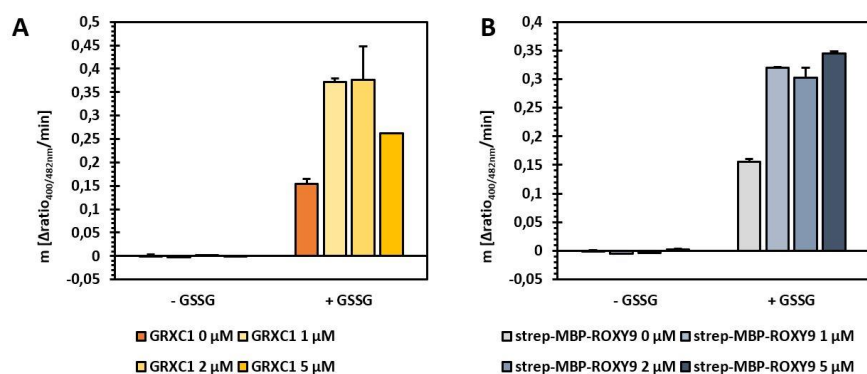 A
m [Δratio400/482nm/min]
0,5
0,45
0,4
0,35
0,3
0,25
0,2
0,15
0,1
0,05
0
-0,05
- GSSG + GSSG
GRXC1 0 µM GRXC1 1 µM
GRXC1 2 µM GRXC1 5 µM
B
m [Δratio400/482nm/min]
0,4
0,35
0,3
0,25
0,2
0,15
0,1
0,05
0
-0,05
- GSSG + GSSG
strep-MBP-ROXY9 0 µM strep-MBP-ROXY9 1 µM
strep-MBP-ROXY9 2 µM strep-MBP-ROXY9 5 µM